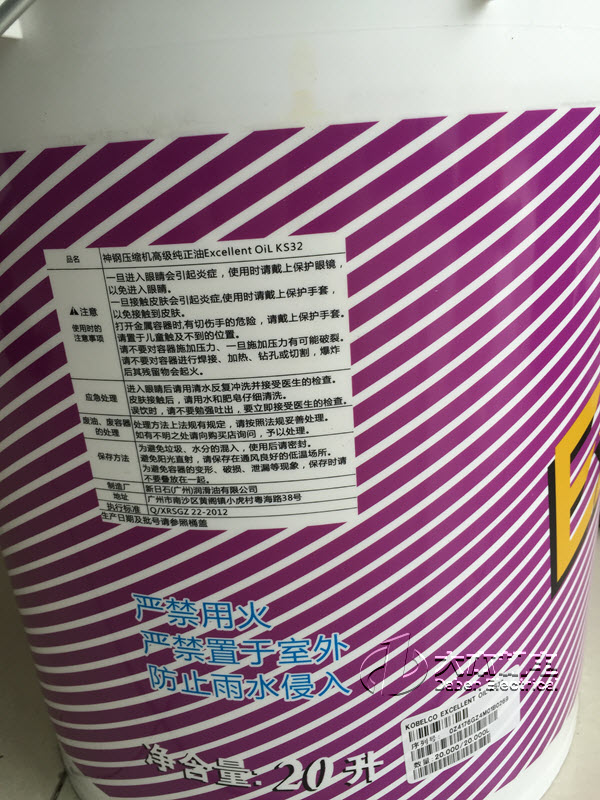 品名 神钢压缩机高级纯正油Excellent OiL KS32
⚠注意
使用时的
注意事项
一旦进入眼睛会引起炎症，使用时请戴上保护眼镜，
以免进入眼睛。
一旦接触皮肤会引起炎症,使用时请戴上保护手套，
以免接触到皮肤。
打开金属容器时,有切伤手的危险，请戴上保护手套。
请置于儿童触及不到的位置。
请不要对容器施加压力、一旦施加压力有可能破裂。
请不要对容器进行焊接、加热、钻孔或切割，爆炸
后其残留物会起火。
应急处理
进入眼睛后请用清水反复冲洗并接受医生的检查。
皮肤接触后，请用水和肥皂仔细清洗。
误饮时，请不要勉强吐出，要立即接受医生的检查。
废油、废容器
的处理
处理方法上法规有规定，请按照法规妥善处理。
如有不明之处请向购买店询问，予以处理。
保存方法
为避免垃圾、水分的混入，使用后请密封。
避免阳光直射，请保存在通风良好的低温场所。
为避免容器的变形、破损、泄漏等现象，保存时请
不要叠放在一起。
制造厂 新日石(广州)润滑油有限公司
地址 广州市南沙区黄阁镇小虎村粤海路38号
执行标准 Q/XRSGZ 22-2012
生产日期及批号请参照桶盖
严禁用火
严禁置于室外
防止雨水侵入
净含量: 20升
KOBELCO EXCELLENT OIL
序列号:
数量 20.000/20.000L
Daben Electrical